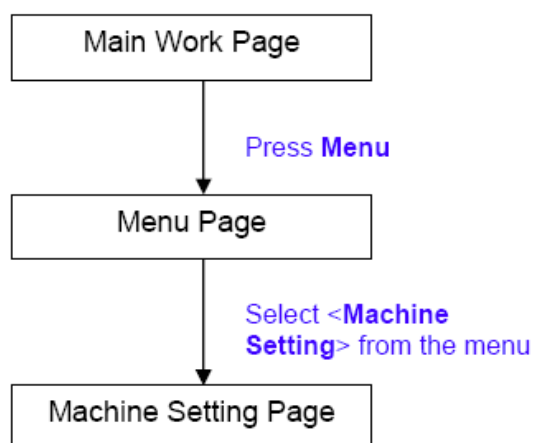 Main Work Page
Press Menu
Menu Page
Select <Machine
Setting> from the menu
Machine Setting Page